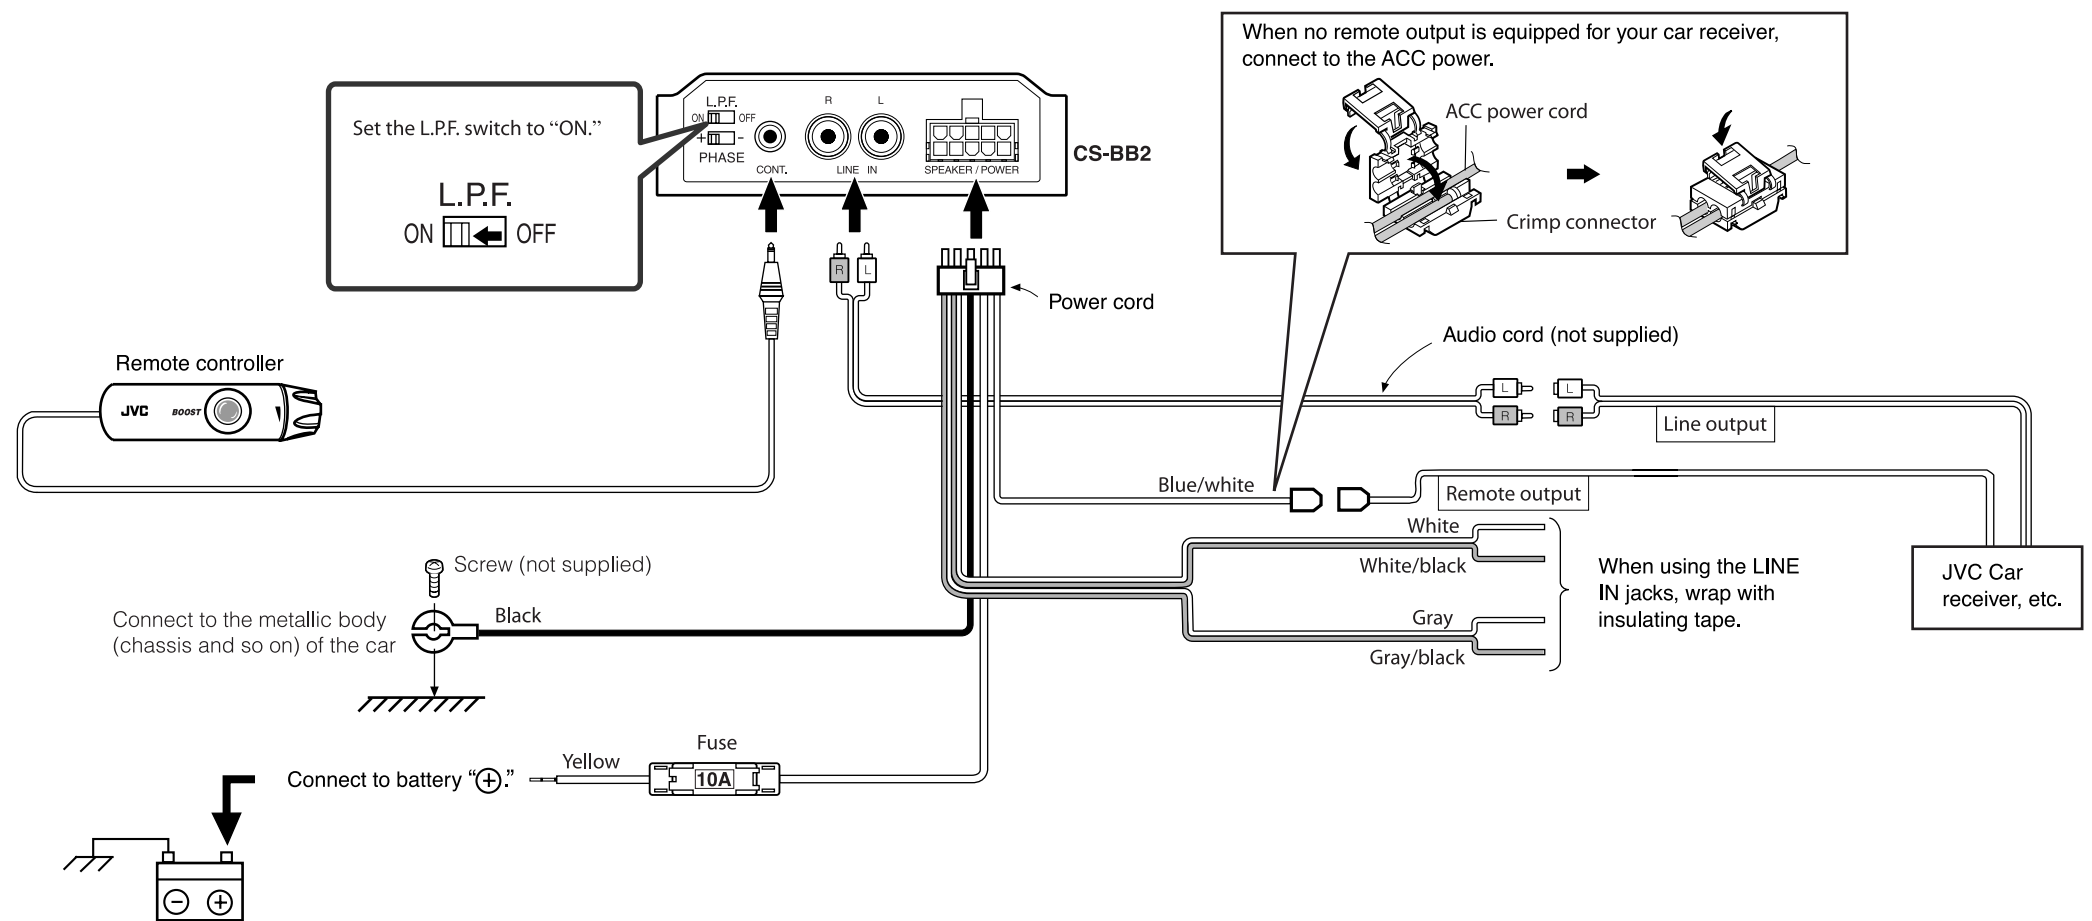 When no remote output is equipped for your car receiver,
connect to the ACC power.
ACC power cord
Crimp connector
Set the L.P.F. switch to “ON.”
L.P.F.
ON OFF
L.P.F.
ON OFF
+ -
PHASE
CONT.
R L
LINE IN
SPEAKER / POWER
CS-BB2
R L
Power cord
Audio cord (not supplied)
Remote controller
JVC BOOST
L L
R R
Line output
Blue/white
Remote output
White
White/black
Gray
Gray/black
When using the LINE
IN jacks, wrap with
insulating tape.
JVC Car
receiver, etc.
Screw (not supplied)
Connect to the metallic body
(chassis and so on) of the car
Black
Fuse
Yellow
10A
Connect to battery “⊕.”
⊖ ⊕